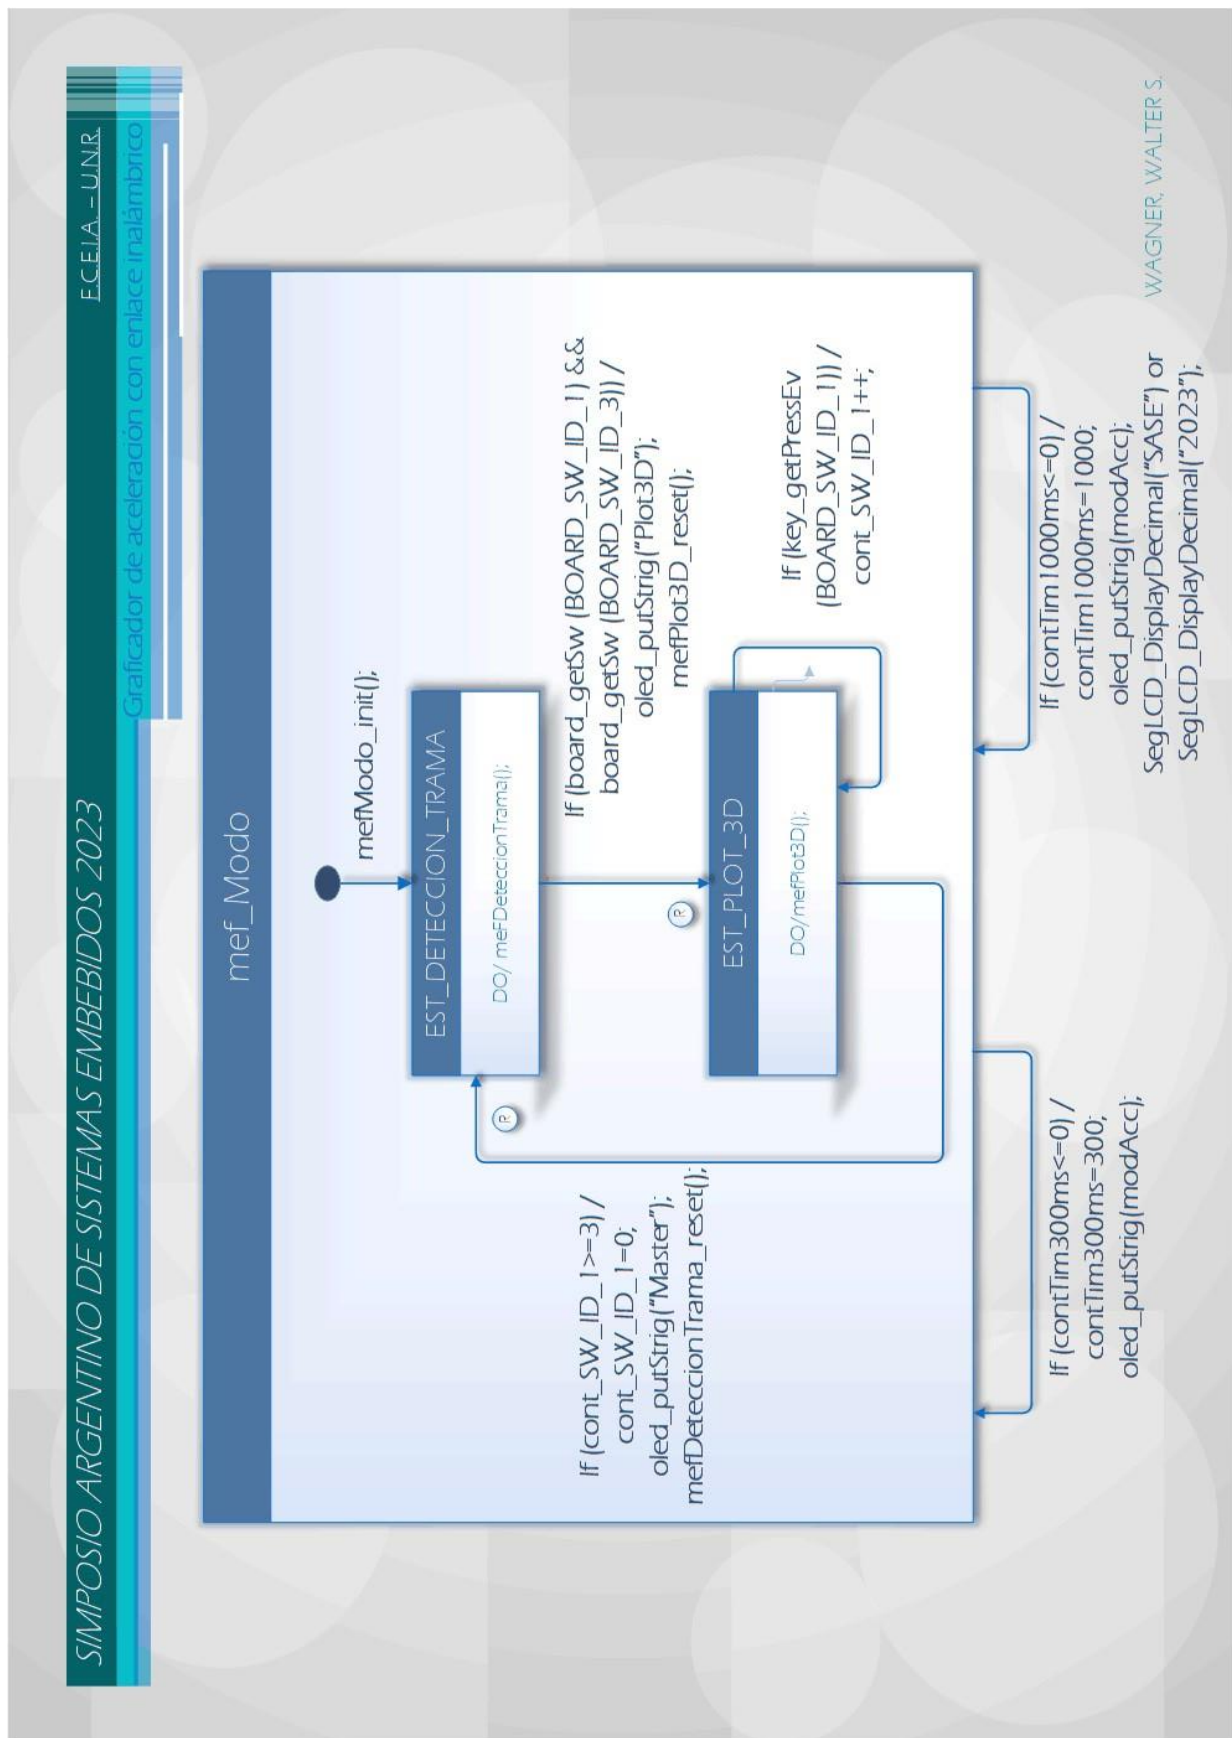 SIMPOSIO ARGENTINO DE SISTEMAS EMBEBIDOS 2023
F.C.E.I.A. – U.N.R.
Graficador de aceleración con enlace inalámbrico
mef_Modo
mefModo_init();
EST_DETECCION_TRAMA
DO/ meFDeteccionTrama();
R
If (cont_SW_ID_1>=3) /
cont_SW_ID_1=0;
oled_putStrig("Master");
mefDeteccionTrama_reset();
If (board_getSw (BOARD_SW_ID_1) &&
board_getSw (BOARD_SW_ID_3)) /
oled_putStrig("Plot3D");
mefPlot3D_reset();
R
EST_PLOT_3D
DO/mefPlot3D();
If (key_getPressEv
(BOARD_SW_ID_1)) /
cont_SW_ID_1++;
If (contTim300ms<=0) /
contTim300ms=300;
oled_putStrig(modAcc);
If (contTim1000ms<=0) /
contTim1000ms=1000;
oled_putStrig(modAcc);
SegLCD_DisplayDecimal("SASE") or
SegLCD_DisplayDecimal("2023");
WAGNER, WALTER S.